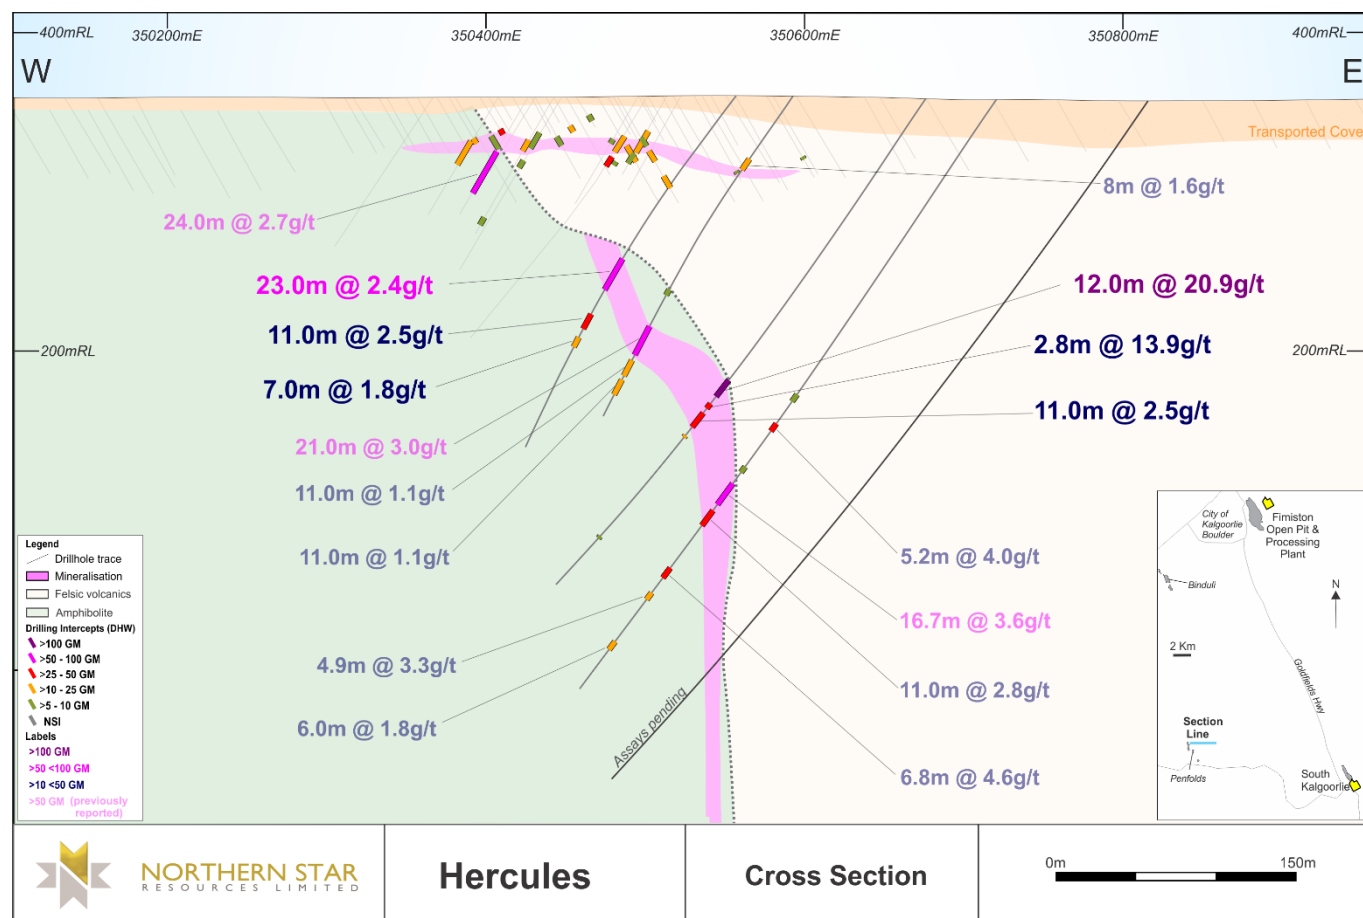 400mRL
350200mE
350400mE
350600mE
350800mE
400mRL
W
E
Transported Cove
8m @ 1.6g/t
24.0m @ 2.7g/t
23.0m @ 2.4g/t
12.0m @ 20.9g/t
11.0m @ 2.5g/t
2.8m @ 13.9g/t
200mRL
200mRL
7.0m @ 1.8g/t
11.0m @ 2.5g/t
21.0m @ 3.0g/t
11.0m @ 1.1g/t
11.0m @ 1.1g/t
5.2m @ 4.0g/t
16.7m @ 3.6g/t
4.9m @ 3.3g/t
11.0m @ 2.8g/t
6.0m @ 1.8g/t
6.8m @ 4.6g/t
Assays pending
Legend
Drillhole trace
Mineralisation
Felsic volcanics
Amphibolite
Drilling Intercepts (DHW)
>100 GM
>50 - 100 GM
>25 - 50 GM
>10 - 25 GM
>5 - 10 GM
NSI
Labels
>100 GM
>50 <100 GM
>10 <50 GM
>50 GM (previously
reported)
City of
Kalgoorlie
Boulder
Fimiston
Open Pit &
Processing
Plant
Binduli
N
2 Km
Goldfields Hwy
Section
Line
Penfolds
South
Kalgoorlie
NORTHERN STAR
RESOURCES LIMITED
Hercules
Cross Section
0m
150m